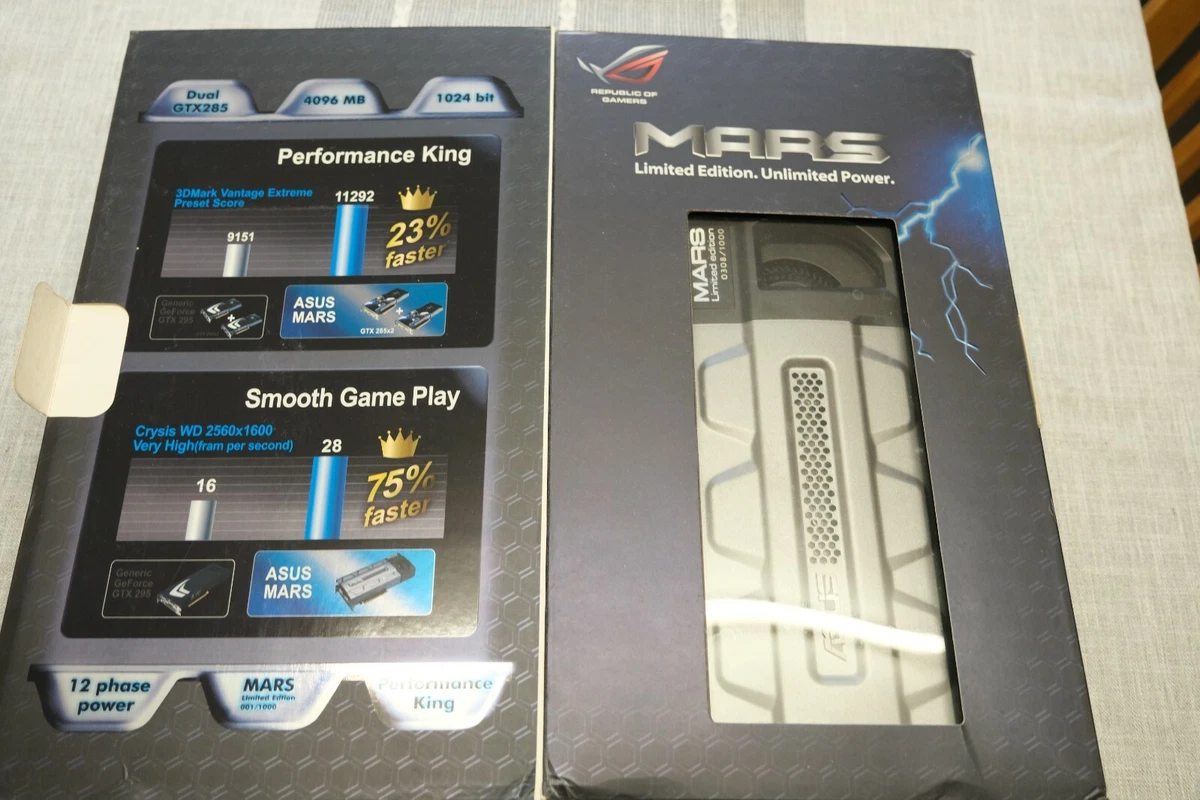 Dual
GTX285
4096 MB
1024 bit
Performance King
3DMark Vantage Extreme
Preset Score
9151
11292
23%
faster
Generic
GeForce
GTX 295
ASUS
MARS
GTX 285x2
Smooth Game Play
Crysis WD 2560x1600
Very High(fram per second)
16
28
75%
faster
Generic
GeForce
GTX 295
ASUS
MARS
12 phase
power
MARS
Limited Edition
001/1000
Performance
King
REPUBLIC OF
GAMERS
MARS
Limited Edition. Unlimited Power.
MARS
Limited edition
0308/1000
ASUS